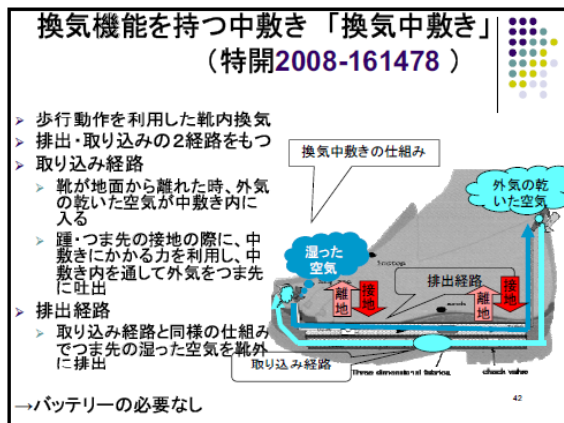 換気機能を持つ中敷き 「換気中敷き」
（特開2008-161478 ）
➢ 歩行動作を利用した靴内換気
➢ 排出・取り込みの２経路をもつ
➢ 取り込み経路
➢ 靴が地面から離れた時、外気
の乾いた空気が中敷き内に
入る
➢ 踵・つま先の接地の際に、中
敷きにかかる力を利用し、中
敷き内を通して外気をつま先
に吐出
➢ 排出経路
➢ 取り込み経路と同様の仕組み
でつま先の湿った空気を靴外
に排出
→バッテリーの必要なし
換気中敷きの仕組み
外気の乾
いた空気
湿った
空気
排出経路
離地
接地
離地
接地
取り込み経路
Three dimensional fabrics
check valve
42